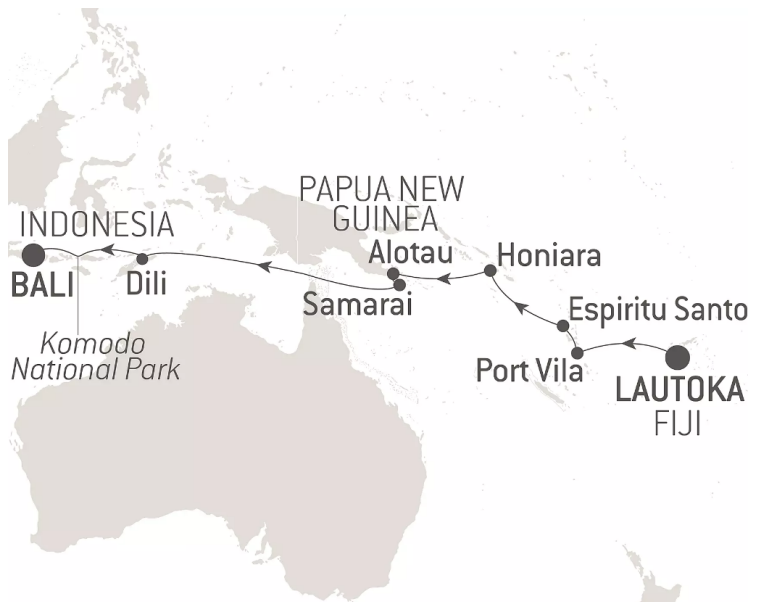 PAPUA NEW
GUINEA
INDONESIA
Alotau
Honiara
BALI
Dili
Samarai
Espiritu Santo
Komodo
National Park
Port Vila
LAUTOKA
FIJI